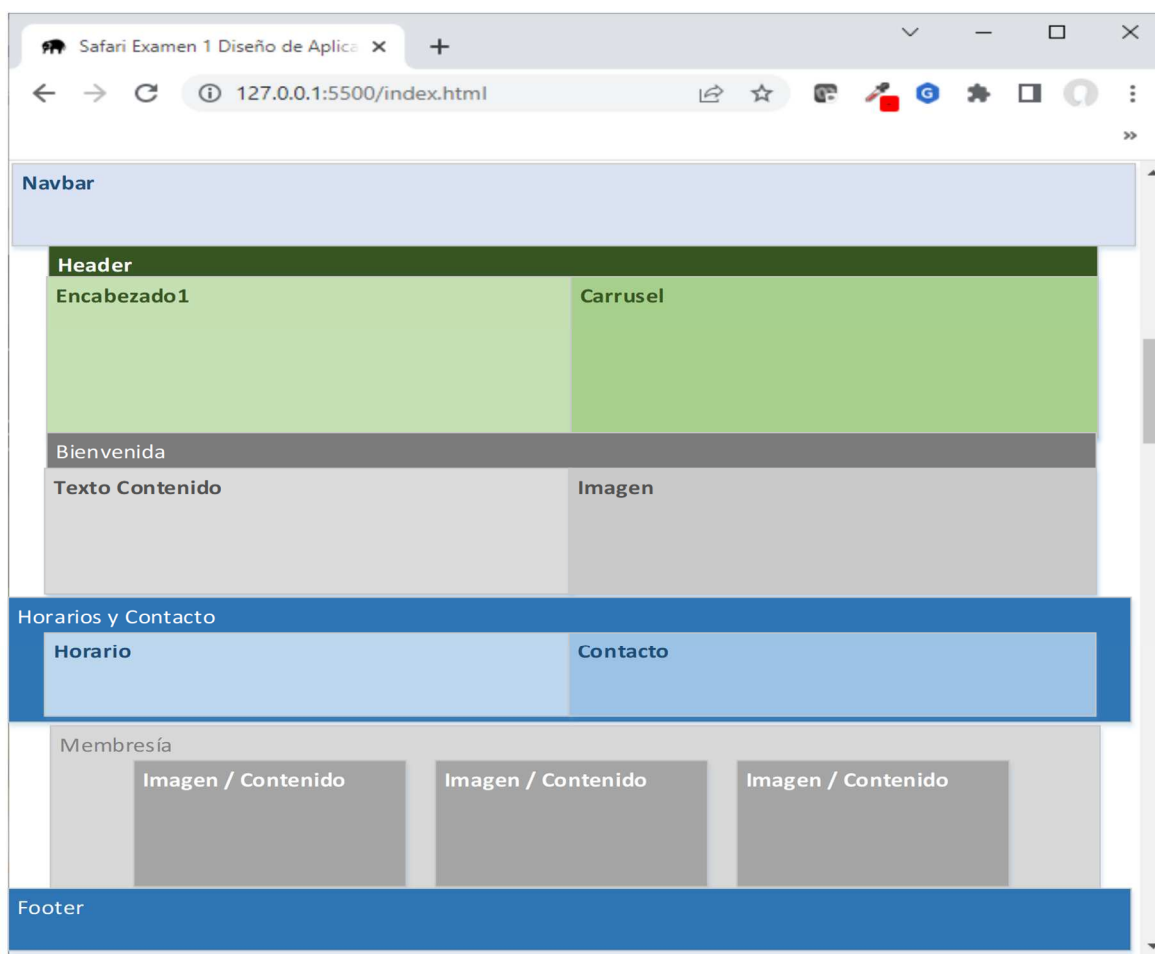 Safari Examen 1 Diseño de Aplica
127.0.0.1:5500/index.html
G
Navbar
Header
Encabezado1 Carrusel
Bienvenida
Texto Contenido Imagen
Horarios y Contacto
Horario Contacto
Membresía
Imagen / Contenido Imagen / Contenido Imagen / Contenido
Footer